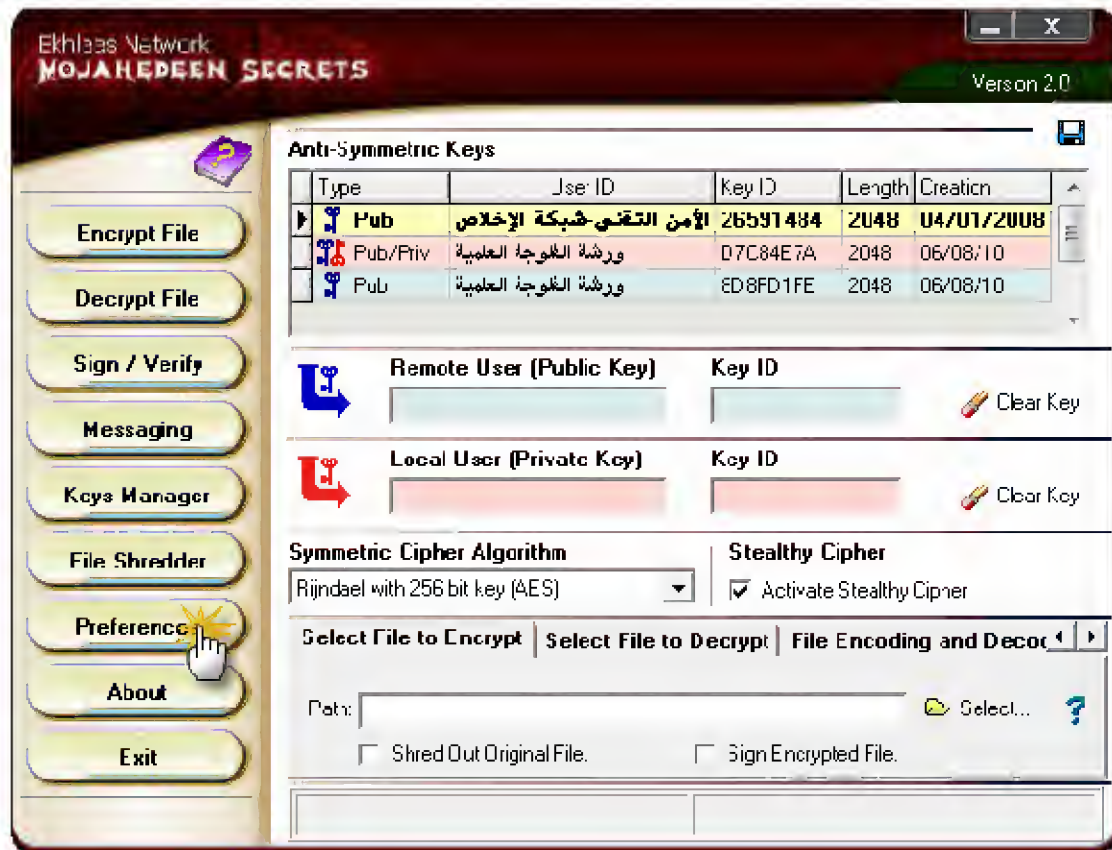 Ekhlaas Network
MOJAHEDEEN SECRETS
X
Verson 2.0
Anti-Symmetric Keys
Type User ID Key ID Length Creation
Pub الأمن التقني-شبكة الإخلاص 26591484 2048 04/01/2008
Pub/Priv ورشة الفلوجة العلمية D7C84E7A 2048 06/08/10
Pub ورشة الفلوجة العلمية 2048 06/08/10
Encrypt File
Decrypt File
Sign / Verify
Messaging
Keys Manager
File Shredder
Preference
About
Exit
Remote User (Public Key) Key ID
Clear Key
Local User (Private Key) Key ID
Clear Key
Symmetric Cipher Algorithm Stealthy Cipher
Rijndael with 256 bit key (AES) Activate Stealthy Cipher
Select File to Encrypt Select File to Decrypt File Encoding and Decoc
Path: Select... ?
Shred Out Original File. Sign Encrypted File.